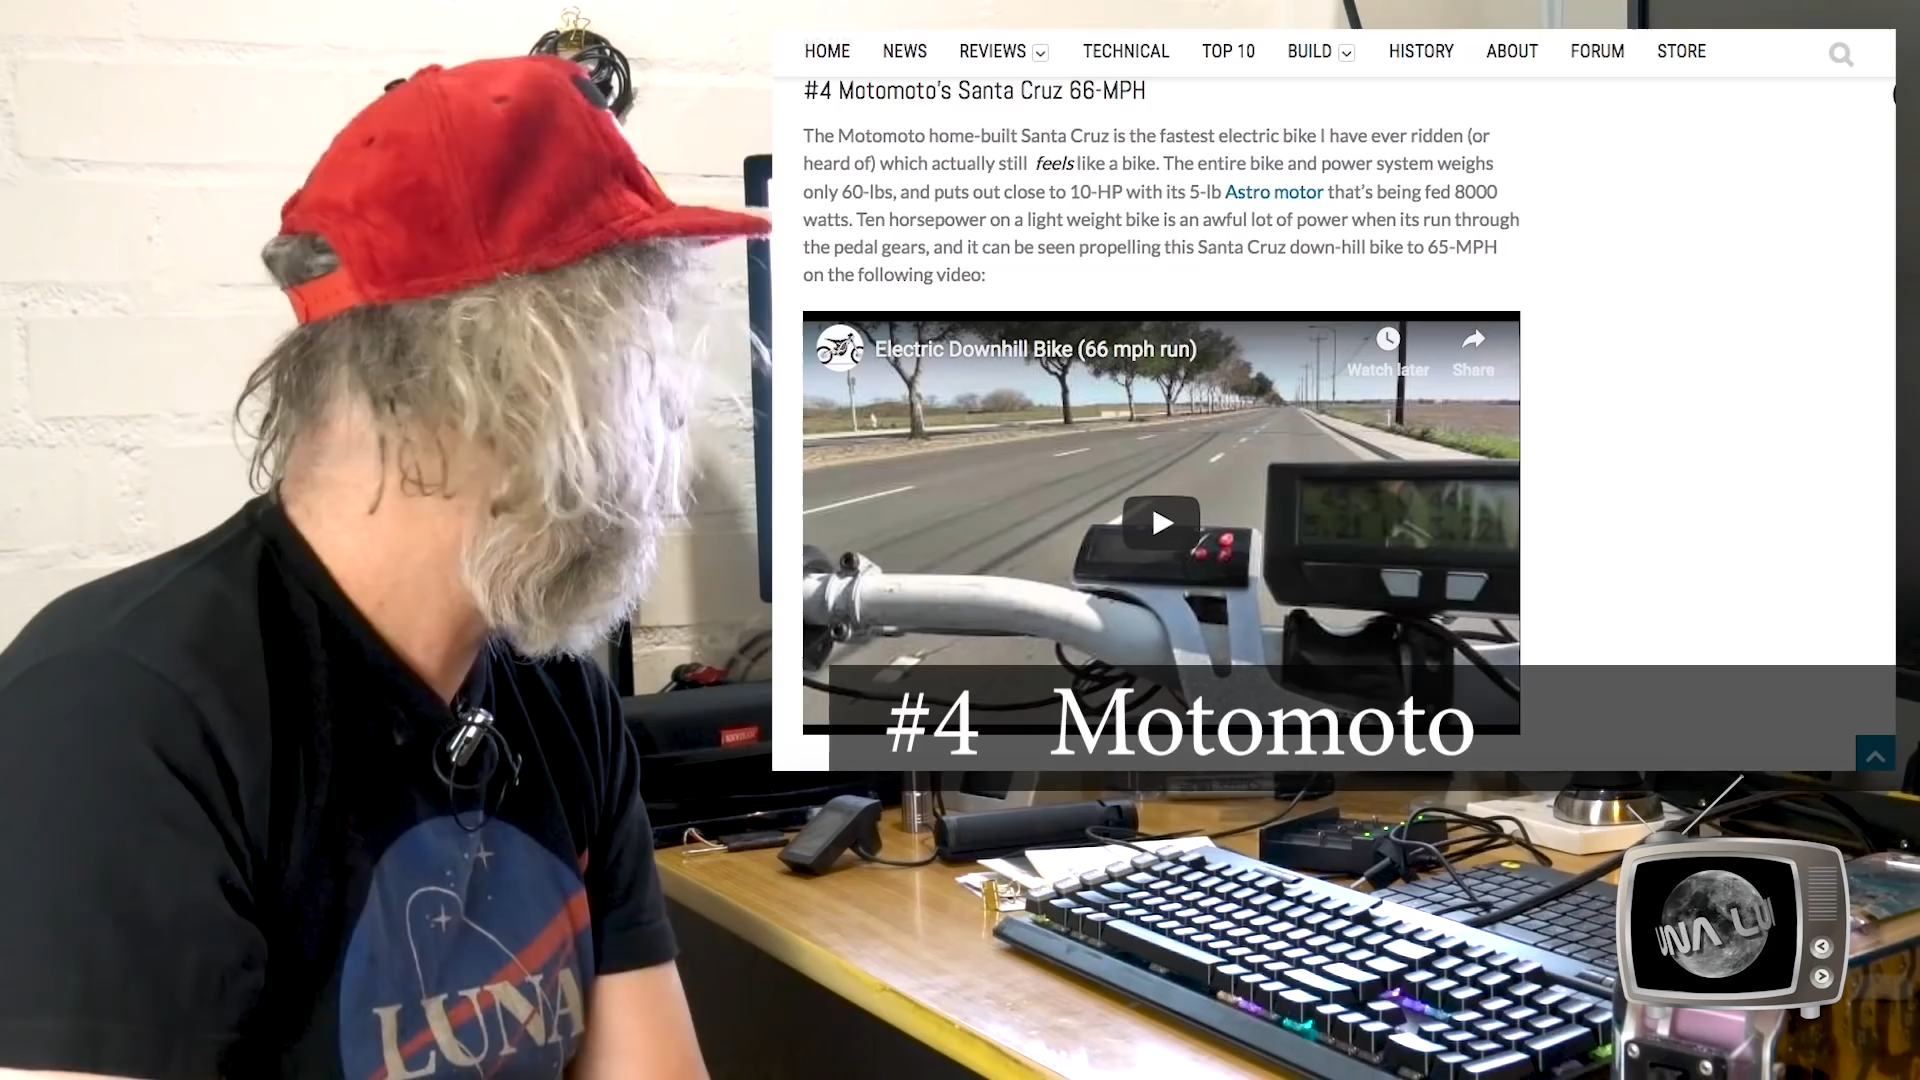 HOME NEWS REVIEWS TECHNICAL TOP 10 BUILD HISTORY ABOUT FORUM STORE
#4 Motomoto's Santa Cruz 66-MPH
The Motomoto home-built Santa Cruz is the fastest electric bike I have ever ridden (or
heard of) which actually still feels like a bike. The entire bike and power system weighs
only 60-lbs, and puts out close to 10-HP with its 5-lb Astro motor that's being fed 8000
watts. Ten horsepower on a light weight bike is an awful lot of power when its run through
the pedal gears, and it can be seen propelling this Santa Cruz down-hill bike to 65-MPH
on the following video:
Electric Downhill Bike (66 mph run)
Watch later Share
#4 Motomoto
LUNA